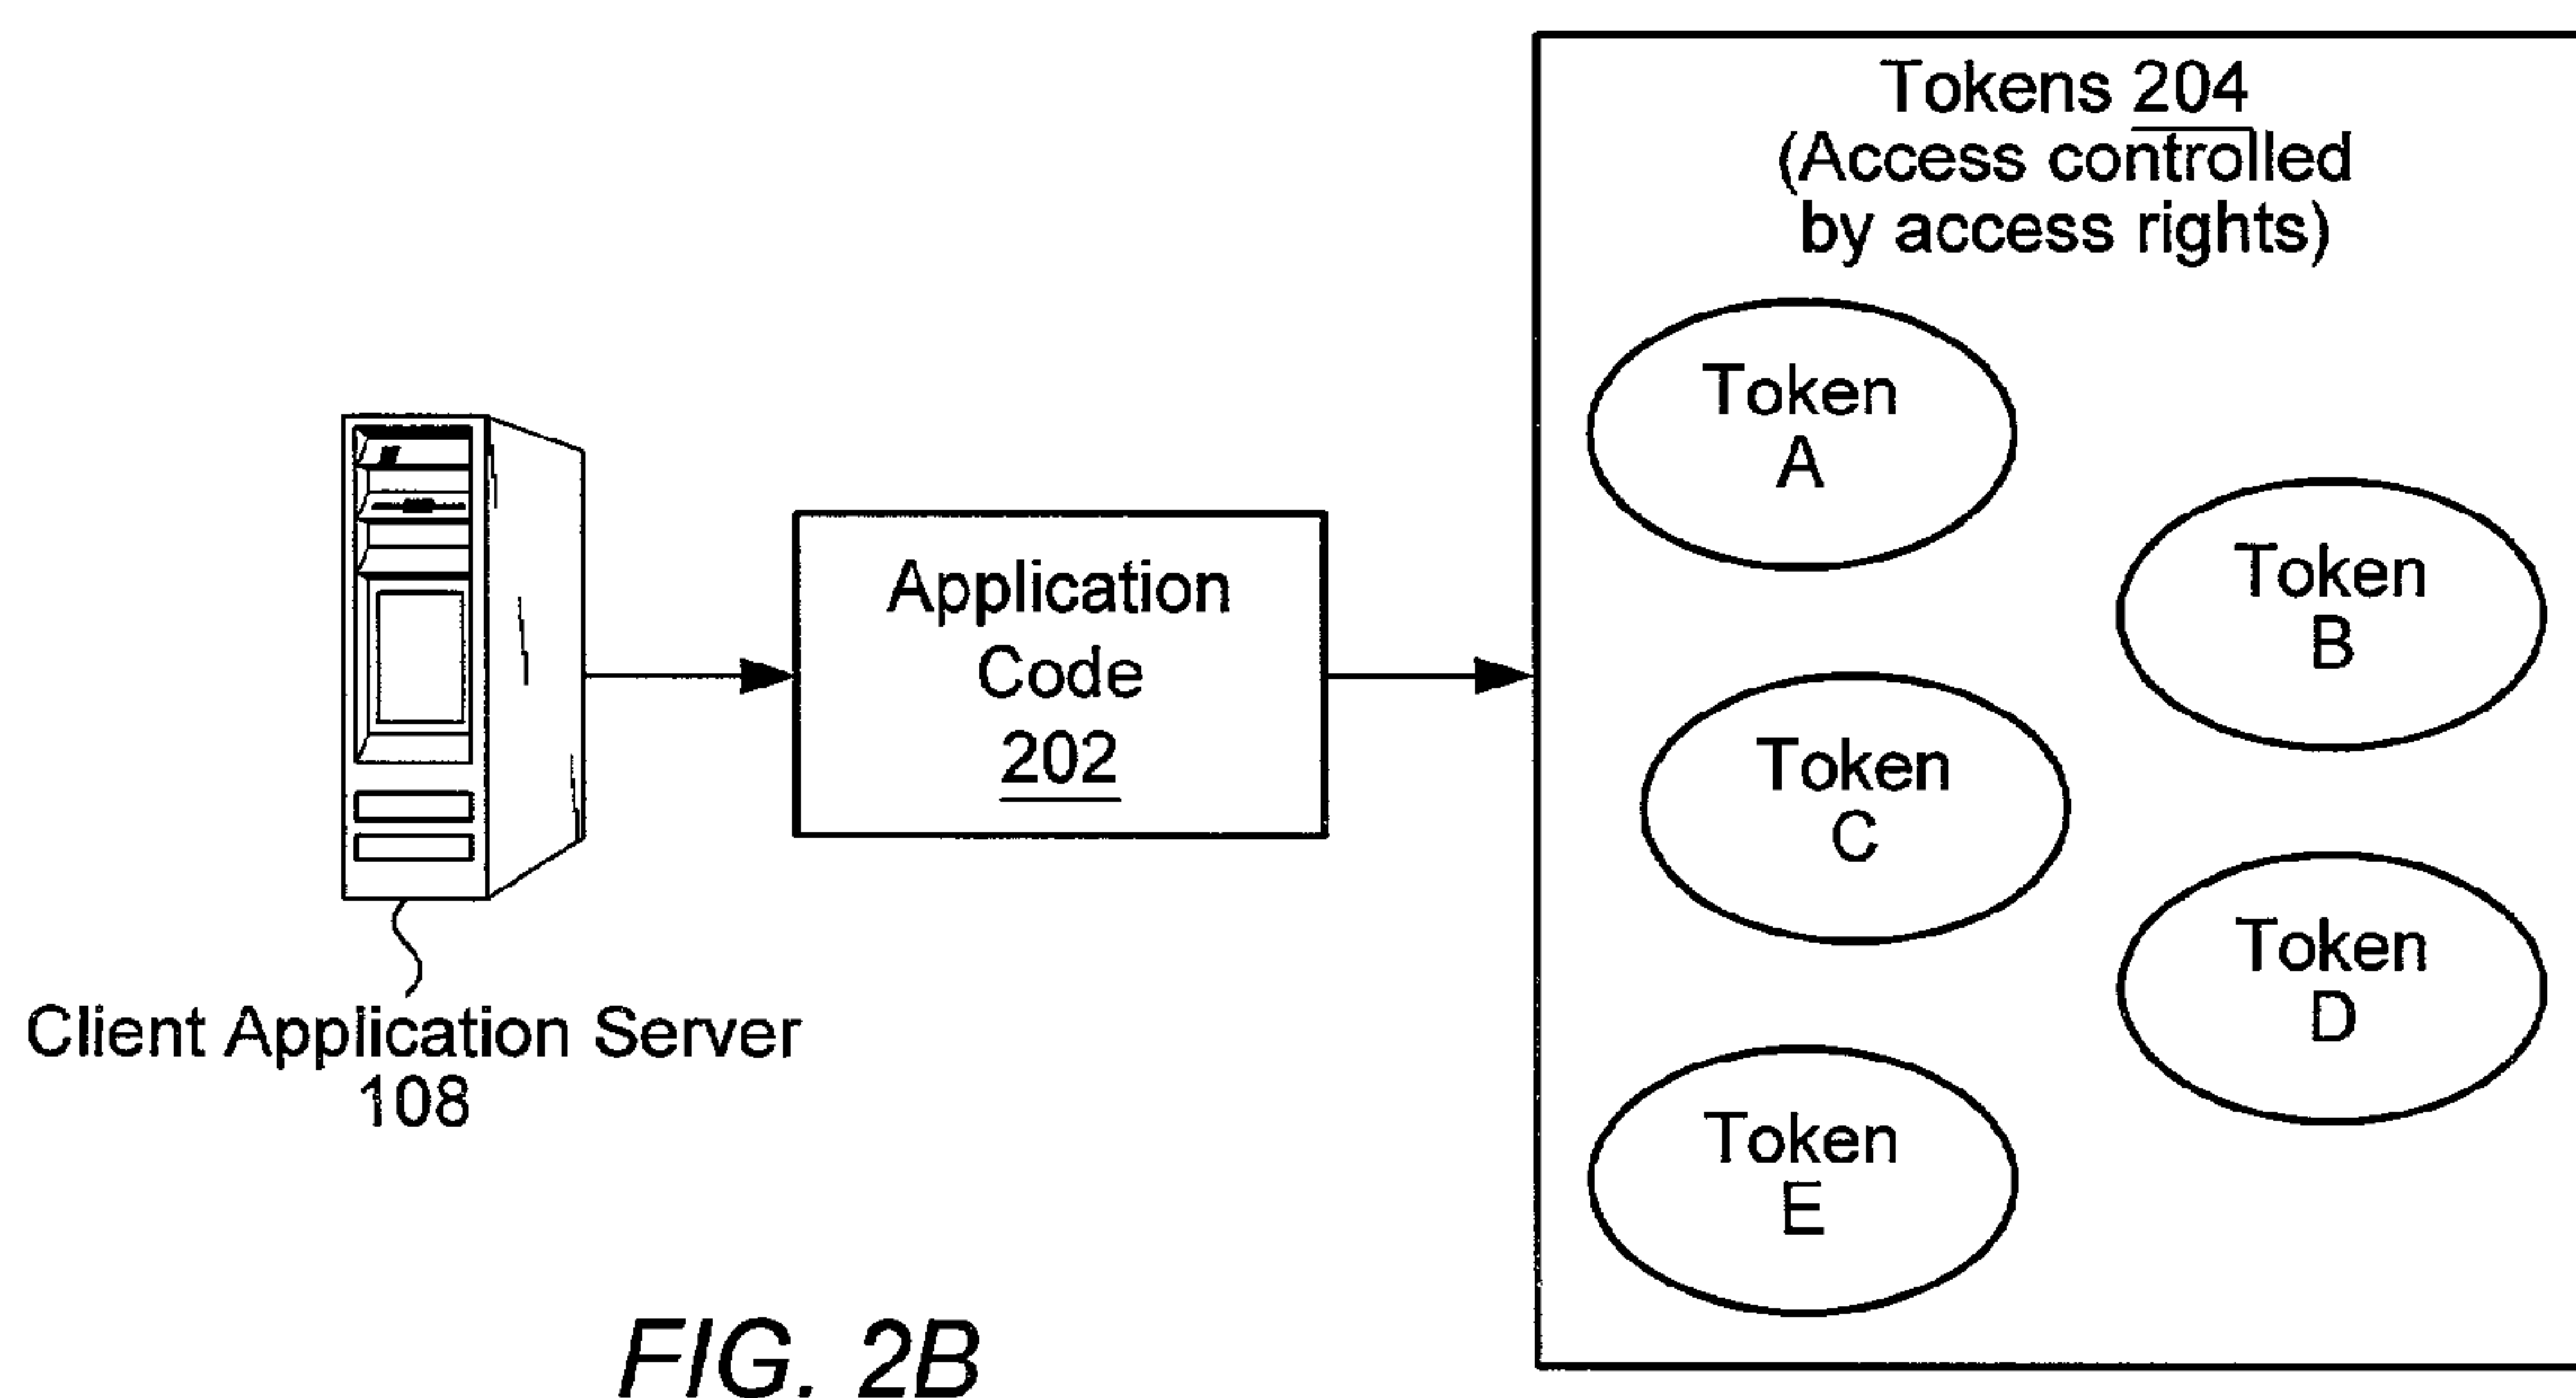 Tokens 204
(Access controlled
by access rights)
Token
A
Token
B
Application
Code
202
Token
C
Token
D
Client Application Server
108
Token
E
FIG. 2B